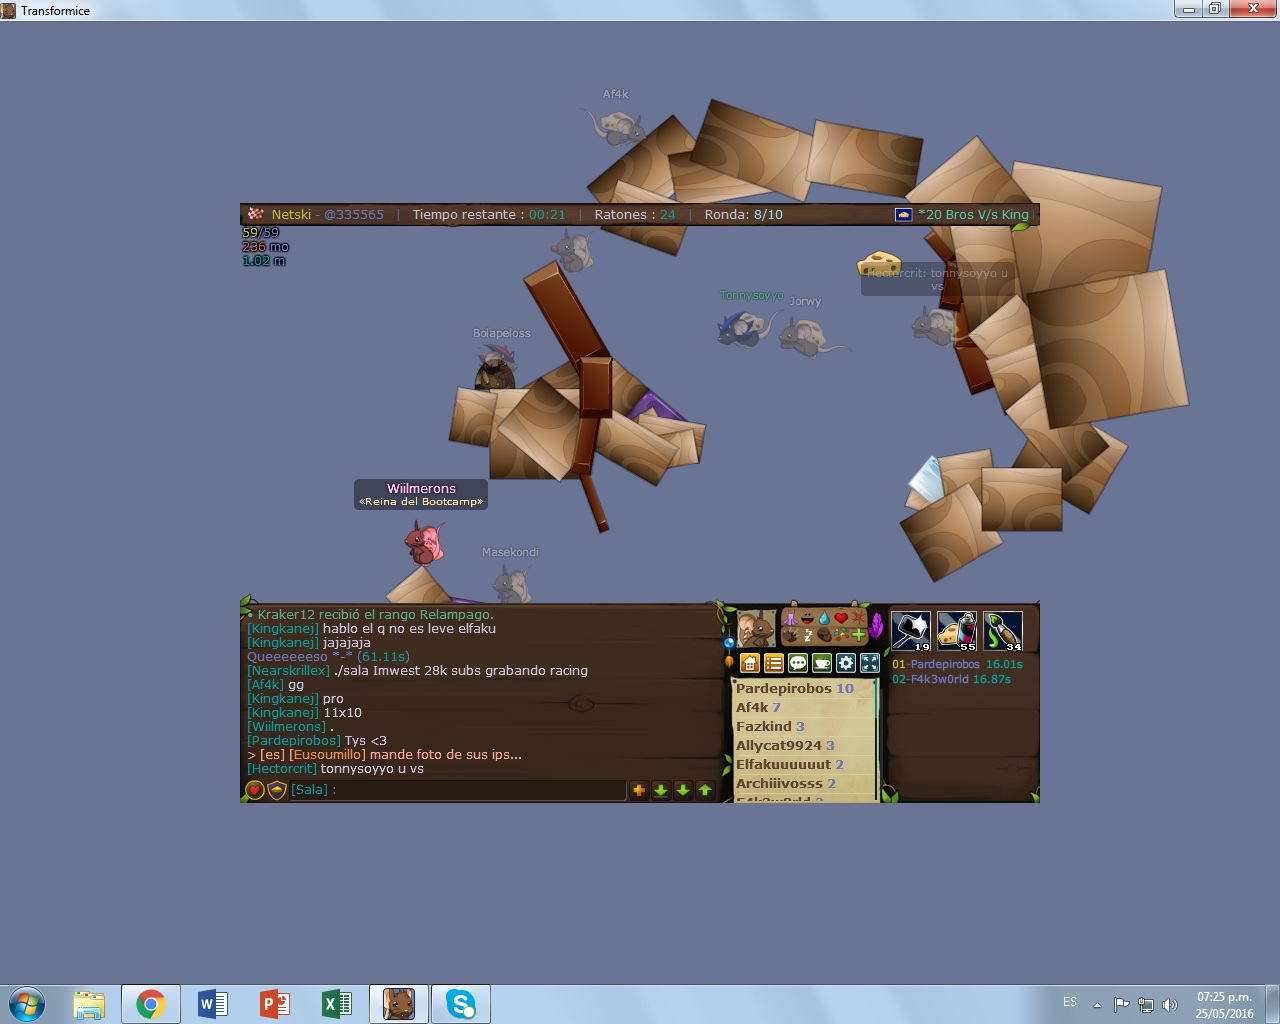 Transformice
Af4k
Netski - @335565 | Tiempo restante : 00:21 | Ratones : 24 | Ronda: 8/10
*20 Bros V/s King
59/59
236 mo
1.02 m
Hectorcrit: tonnysoyyo u
vs
Tonnysoyyo
Jorwy
Bolapeloss
Wiilmerons
«Reina del Bootcamp»
Masekondi
• Kraker12 recibió el rango Relampago.
[Kingkanej] hablo el q no es leve elfaku
[Kingkanej] jajajaja
Queeeeeeso *-* (61.11s)
[Nearskrillex] ./sala Imwest 28k subs grabando racing
[Af4k] gg
[Kingkanej] pro
[Kingkanej] 11x10
[Wiilmerons] .
[Pardepirobos] Tys <3
> [es] [Eusoumillo] mande foto de sus ips...
[Hectorcrit] tonnysoyyo u vs
[Sala] :
Pardepirobos 10
Af4k 7
Fazkind 3
Allycat9924 3
Elfakuuuuuut 2
Archiiivosss 2
F4k3w0rld 2
19
55
34
01-Pardepirobos 16.01s
02-F4k3w0rld 16.87s
ES
07:25 p.m.
25/05/2016